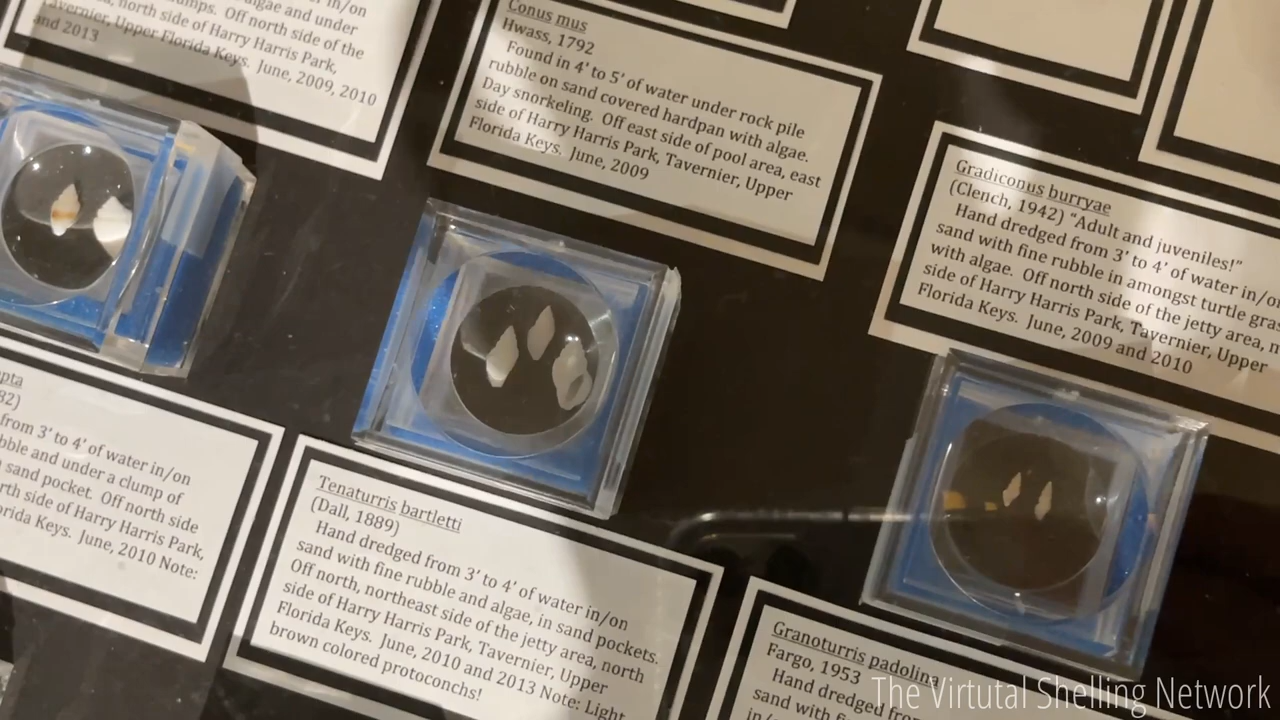 in/on
algae and under
Off north side of the
north side of Harry Harris Park,
Tavernier, Upper Florida Keys. June, 2009, 2010
and 2013
Conus mus
Hwass, 1792
Found in 4' to 5' of water under rock pile
rubble on sand covered hardpan with algae.
Day snorkeling. Off east side of pool area, east
side of Harry Harris Park, Tavernier, Upper
Florida Keys. June, 2009
Gradiconus burryae
(Clench, 1942) "Adult and juveniles!"
Hand dredged from 3' to 4' of water in/on
sand with fine rubble in amongst turtle
with algae. Off north side of the jetty area,
side of Harry Harris Park, Tavernier, Upper
Florida Keys. June, 2009 and 2010
from 3' to 4' of water in/on
and under a clump of
sand pocket. Off north side
side of Harry Harris Park,
Keys. June, 2010 Note:
Tenaturris bartletti
(Dall, 1889)
Hand dredged from 3' to 4' of water in/on
sand with fine rubble and algae, in sand pockets.
Off north, northeast side of the jetty area, north
side of Harry Harris Park, Tavernier, Upper
Florida Keys. June, 2010 and 2013 Note: Light
brown colored protoconchs!
Granoturris padolina
Fargo, 1953
Hand dredged from
sand with fine
The Virtutal Shelling Network